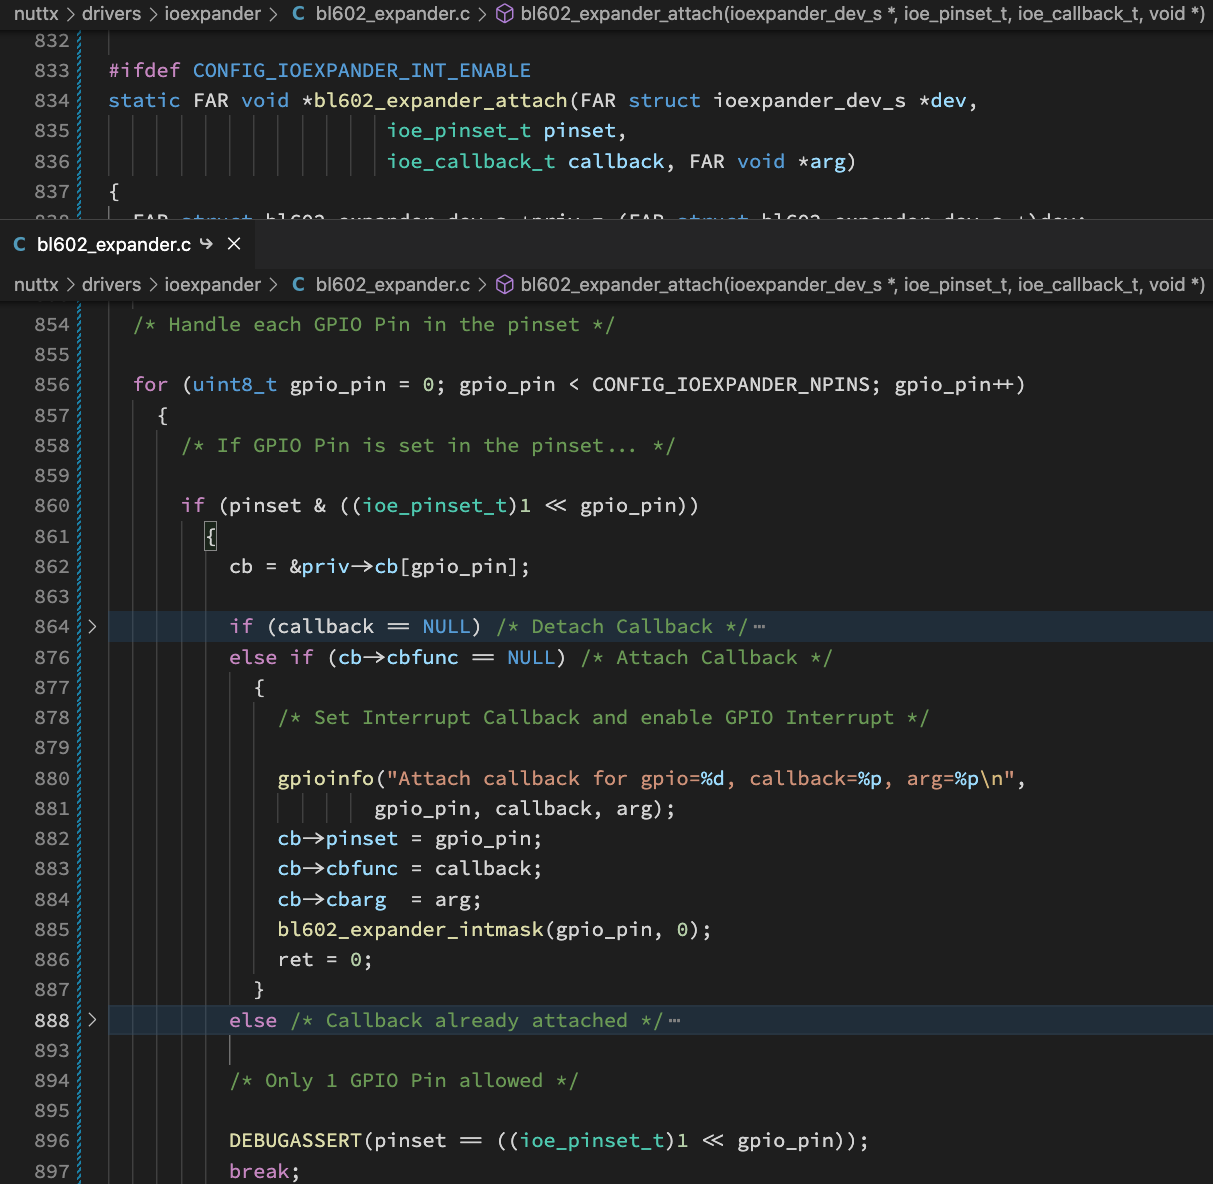 nuttx > drivers > ioexpander > C bl602_expander.c > bl602_expander_attach(ioexpander_dev_s *, ioe_pinset_t, ioe_callback_t, void *)
832
833 #ifdef CONFIG_IOEXPANDER_INT_ENABLE
834 static FAR void *bl602_expander_attach(FAR struct ioexpander_dev_s *dev,
835 ioe_pinset_t pinset,
836 ioe_callback_t callback, FAR void *arg)
837 {
838 FAR struct bl602_expander_dev_s *priv = (FAR struct bl602_expander_dev_s *)dev;
C bl602_expander.c
nuttx > drivers > ioexpander > C bl602_expander.c > bl602_expander_attach(ioexpander_dev_s *, ioe_pinset_t, ioe_callback_t, void *)
854 /* Handle each GPIO Pin in the pinset */
855
856 for (uint8_t gpio_pin = 0; gpio_pin < CONFIG_IOEXPANDER_NPINS; gpio_pin++)
857 {
858 /* If GPIO Pin is set in the pinset... */
859
860 if (pinset & ((ioe_pinset_t)1 << gpio_pin))
861 {
862 cb = &priv->cb[gpio_pin];
863
864 if (callback == NULL) /* Detach Callback */ ⋯
876 else if (cb->cbfunc == NULL) /* Attach Callback */
877 {
878 /* Set Interrupt Callback and enable GPIO Interrupt */
879
880 gpioinfo("Attach callback for gpio=%d, callback=%p, arg=%p\n",
881 gpio_pin, callback, arg);
882 cb->pinset = gpio_pin;
883 cb->cbfunc = callback;
884 cb->cbarg  = arg;
885 bl602_expander_intmask(gpio_pin, 0);
886 ret = 0;
887 }
888 else /* Callback already attached */ ⋯
893
894 /* Only 1 GPIO Pin allowed */
895
896 DEBUGASSERT(pinset == ((ioe_pinset_t)1 << gpio_pin));
897 break;